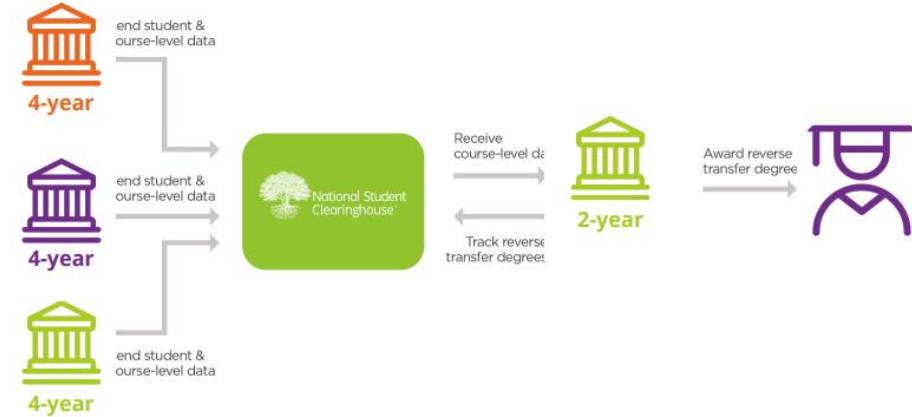 end student &
ourse-level data
4-year
end student &
ourse-level data
4-year
end student &
ourse-level data
4-year
National Student
Clearinghouse
Receive
course-level da
Track reverse
transfer degrees
2-year
Award reverse
transfer degree